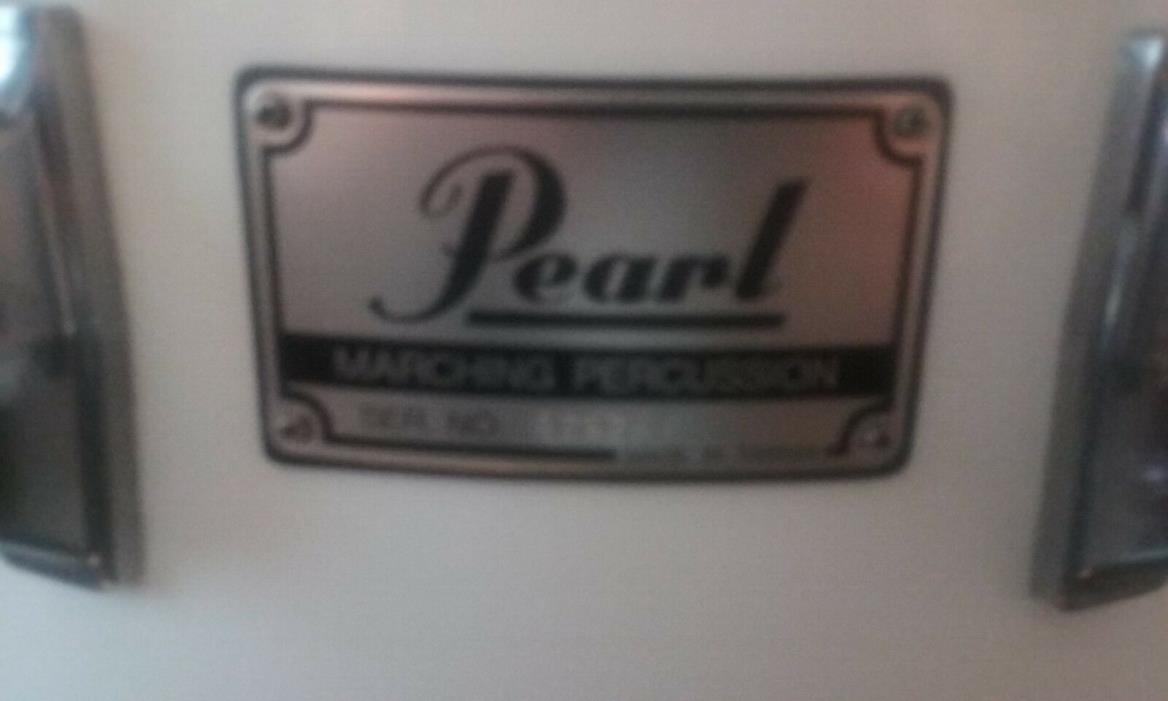 Pearl
MARCHING PERCUSSION
SER. NO.